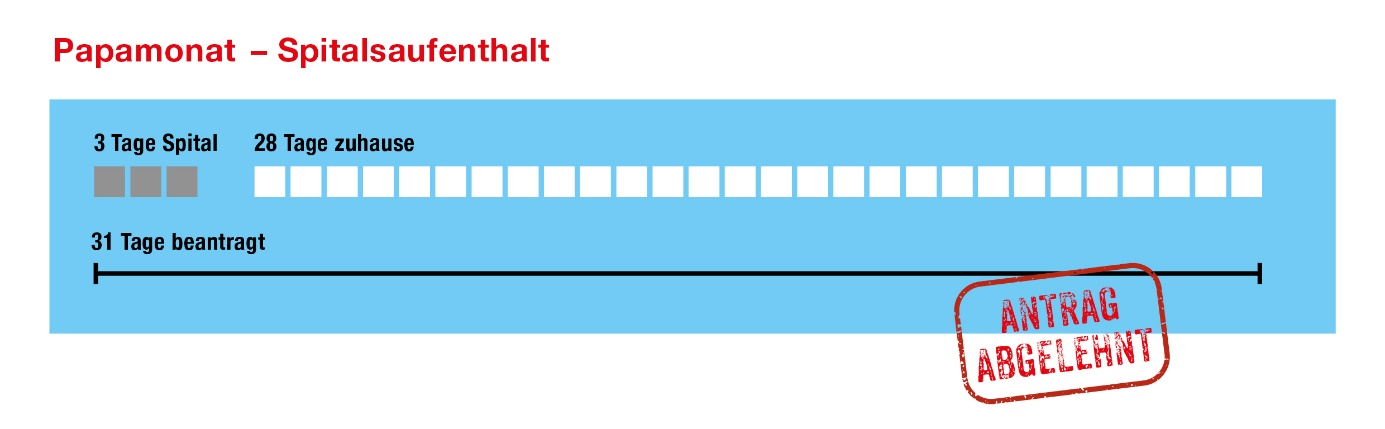 Papamonat – Spitalsaufenthalt
3 Tage Spital 28 Tage zuhause
31 Tage beantragt
ANTRAG
ABGELEHNT